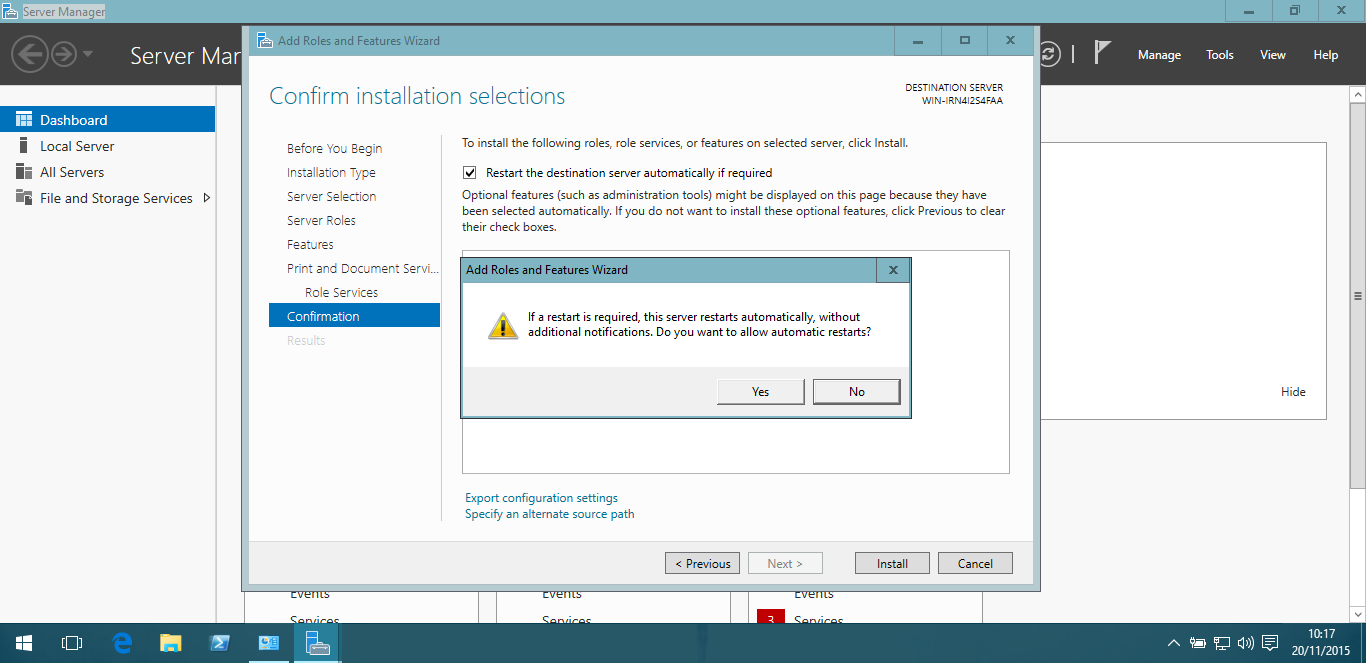 Server Manager
Server Mar
Manage
Tools
View
Help
Dashboard
Local Server
All Servers
File and Storage Services
Add Roles and Features Wizard
Confirm installation selections
DESTINATION SERVER
WIN-IRN4I2S4FAA
Before You Begin
Installation Type
Server Selection
Server Roles
Features
Print and Document Servi...
Role Services
Confirmation
Results
To install the following roles, role services, or features on selected server, click Install.
Restart the destination server automatically if required
Optional features (such as administration tools) might be displayed on this page because they have
been selected automatically. If you do not want to install these optional features, click Previous to clear
their check boxes.
Add Roles and Features Wizard
If a restart is required, this server restarts automatically, without
additional notifications. Do you want to allow automatic restarts?
Yes
No
Hide
Export configuration settings
Specify an alternate source path
< Previous
Next >
Install
Cancel
Events
Events
Events
Services
Services
3
Services
10:17
20/11/2015